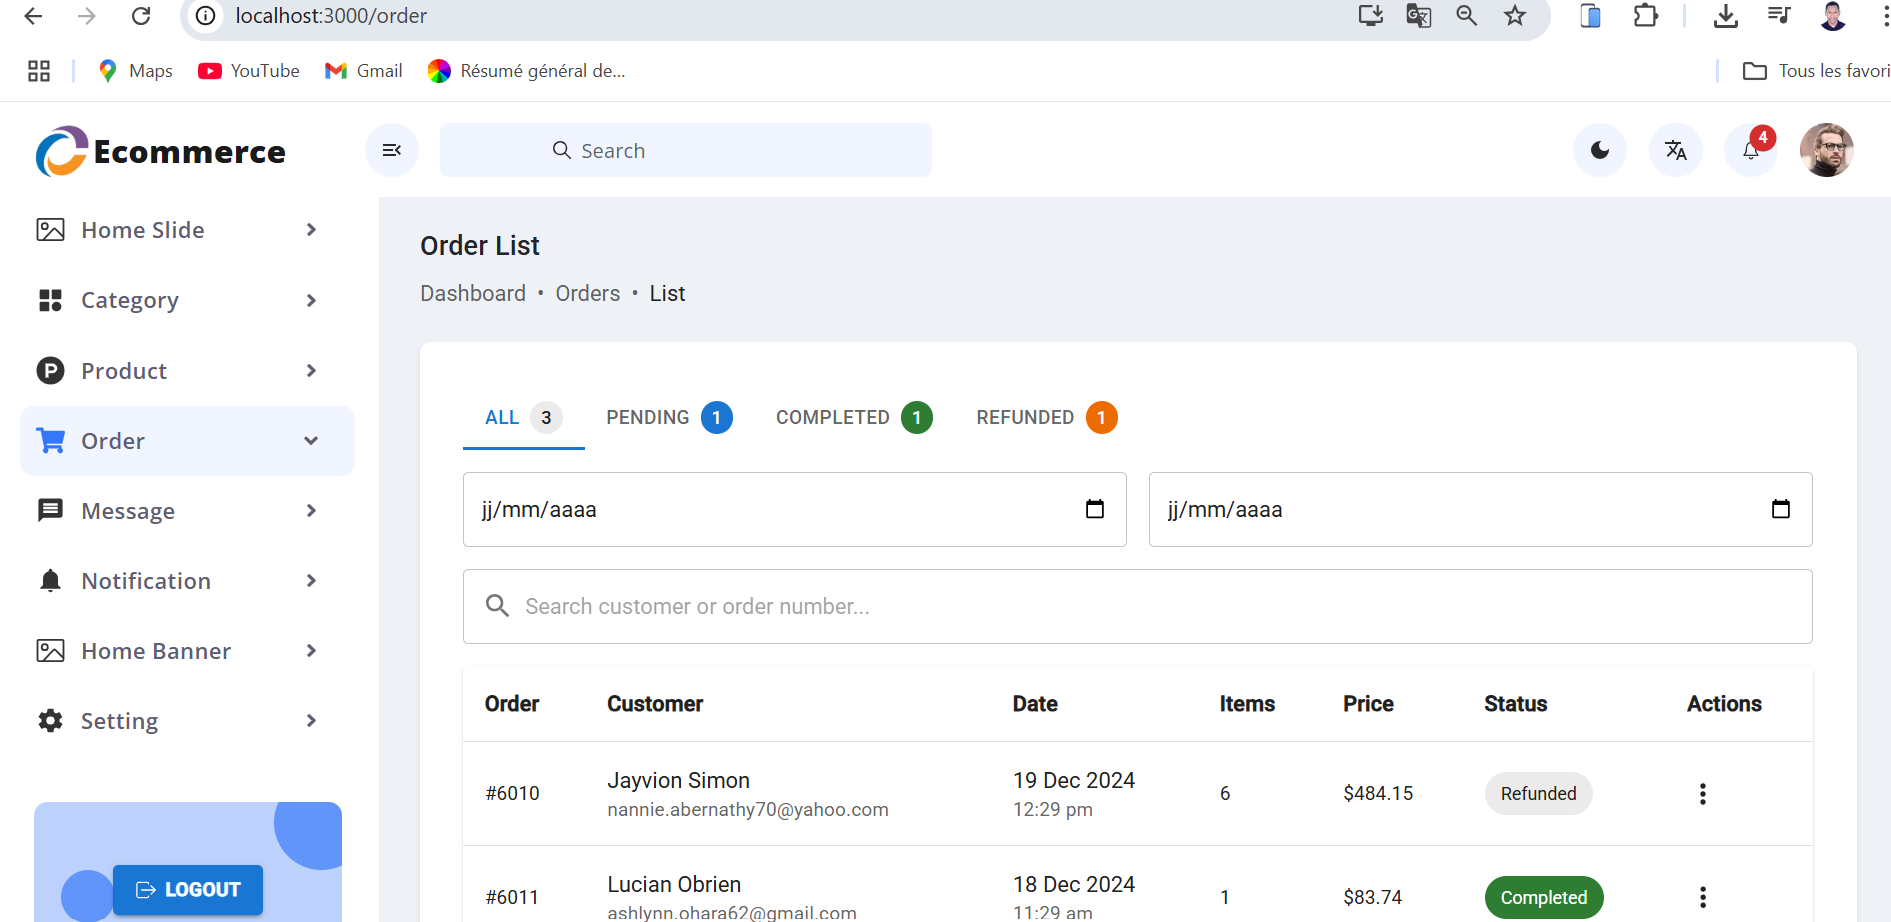 localhost:3000/order
Maps YouTube Gmail Résumé général de... Tous les favori
Ecommerce Search 4
Home Slide
Category
Product
Order
Message
Notification
Home Banner
Setting
LOGOUT
Order List
Dashboard • Orders • List
ALL 3 PENDING 1 COMPLETED 1 REFUNDED 1
jj/mm/aaaa jj/mm/aaaa
Search customer or order number...
Order Customer Date Items Price Status Actions
#6010 Jayvion Simon 19 Dec 2024 6 $484.15 Refunded
nannie.abernathy70@yahoo.com 12:29 pm
#6011 Lucian Obrien 18 Dec 2024 1 $83.74 Completed
ashlynn.ohara62@gmail.com 11:29 am